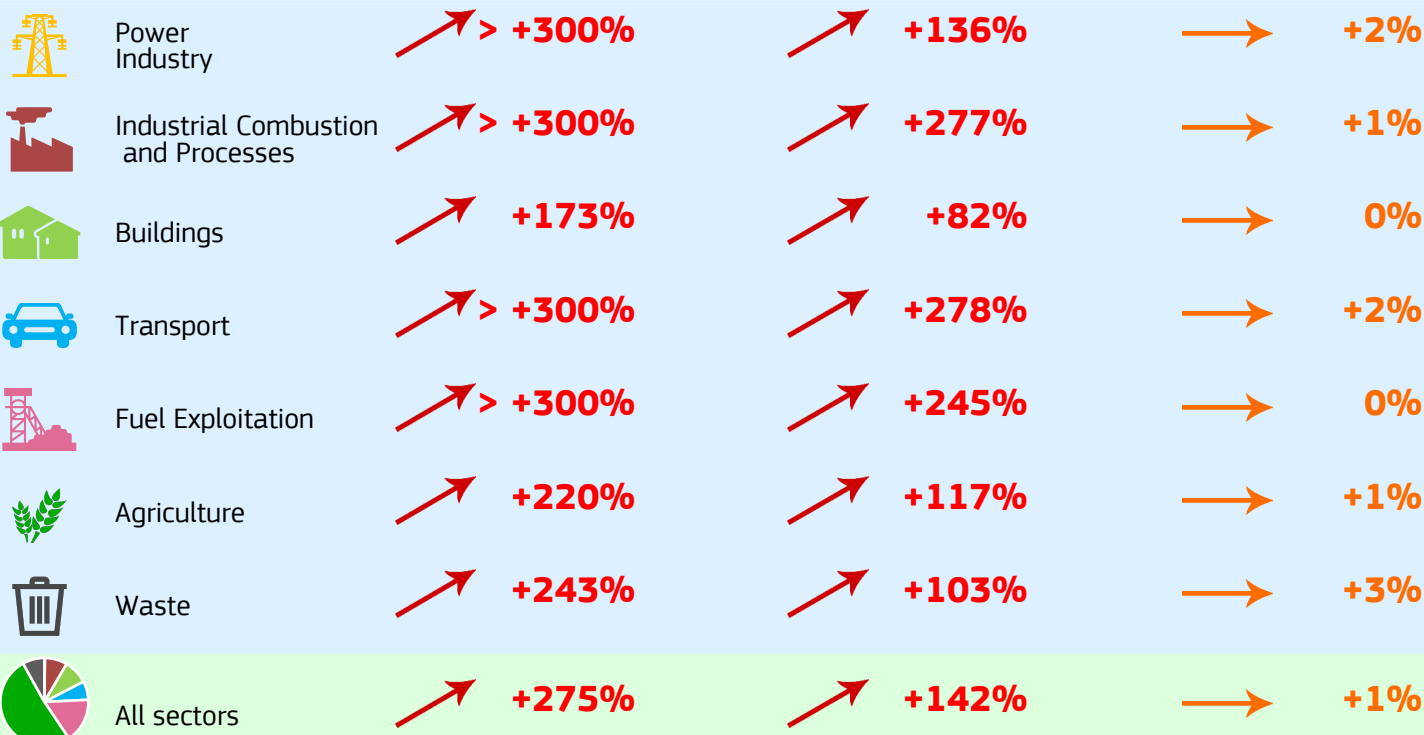 Power
Industry
> +300%
+136%
+2%
Industrial Combustion
and Processes
> +300%
+277%
+1%
Buildings
+173%
+82%
0%
Transport
> +300%
+278%
+2%
Fuel Exploitation
> +300%
+245%
0%
Agriculture
+220%
+117%
+1%
Waste
+243%
+103%
+3%
All sectors
+275%
+142%
+1%